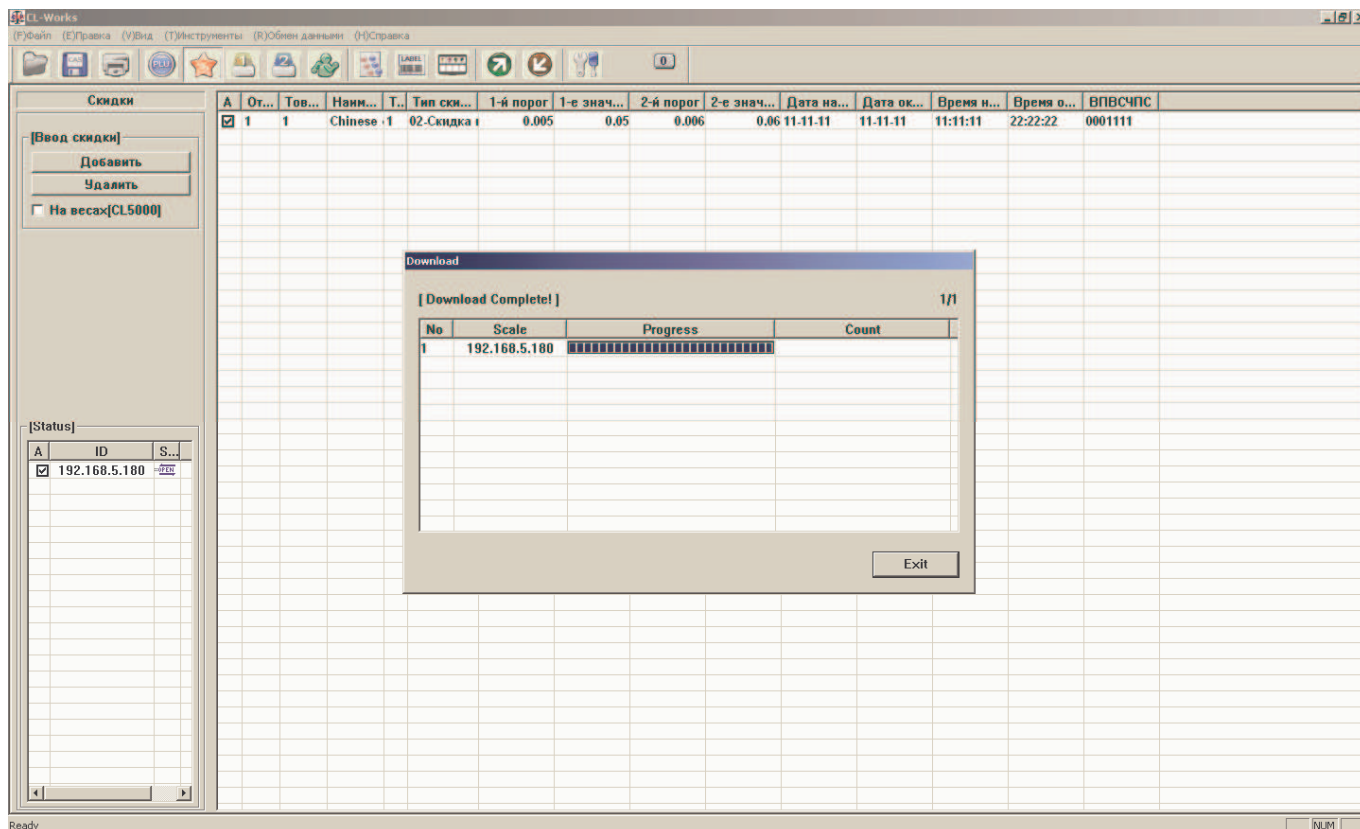 CL-Works
(F)Файл (E)Правка (V)Вид (T)Инструменты (R)Обмен данными (H)Справка
PLU 2 LABEL 0
Скидки
[Ввод скидки]
Добавить
Удалить
На весах[CL5000]
A От... Тов... Наим... Т.. Тип ски... 1-й порог 1-е знач... 2-й порог 2-е знач... Дата на... Дата ок... Время н... Время о... ВПВСЧПС
1 1 Chinese 1 02-Скидка 0.005 0.05 0.006 0.06 11-11-11 11-11-11 11:11:11 22:22:22 0001111
Download
[ Download Complete! ] 1/1
No Scale Progress Count
1 192.168.5.180
Exit
[Status]
A ID S...
192.168.5.180
Ready NUM